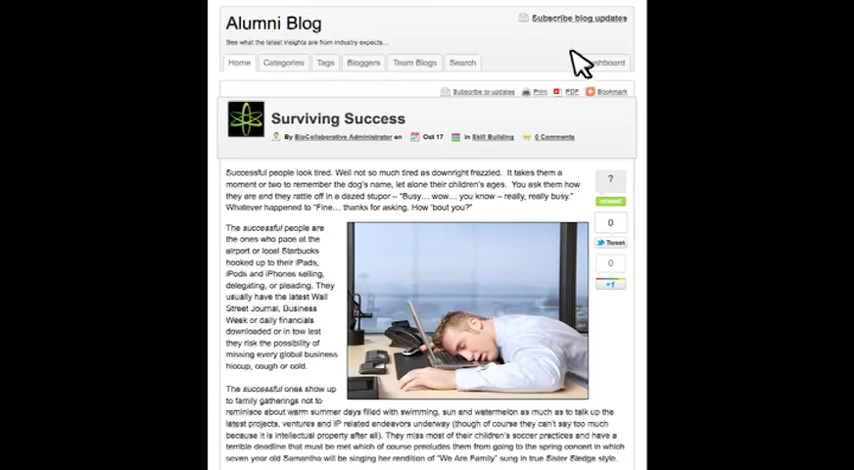 Alumni Blog
Subscribe blog updates
See what the latest insights are from industry expects...
Home Categories Tags Bloggers Team Blogs Search shboard
Subscribe to updates Print PDF Bookmark
Surviving Success
By BioCollaborative Administrator on Oct 17 in Skill Building 0 Comments
Successful people look tired. Well not so much tired as downright frazzled. It takes them a
moment or two to remember the dog's name, let alone their children's ages. You ask them how
they are and they rattle off in a dazed stupor – "Busy... wow... you know – really, really busy."
Whatever happened to "Fine... thanks for asking. How 'bout you?"
?
retweet
0
Tweet
0
+1
The successful people are
the ones who pace at the
airport or local Starbucks
hooked up to their iPads,
iPods and iPhones selling,
delegating, or pleading. They
usually have the latest Wall
Street Journal, Business
Week or daily financials
downloaded or in tow lest
they risk the possibility of
missing every global business
hiccup, cough or cold.
The successful ones show up
to family gatherings not to
reminisce about warm summer days filled with swimming, sun and watermelon as much as to talk up the
latest projects, ventures and IP related endeavors underway (though of course they can't say too much
because it is intellectual property after all). They miss most of their children's soccer practices and have a
terrible deadline that must be met which of course precludes them from going to the spring concert in which
seven year old Samantha will be singing her rendition of "We Are Family" sung in true Sister Sledge style.